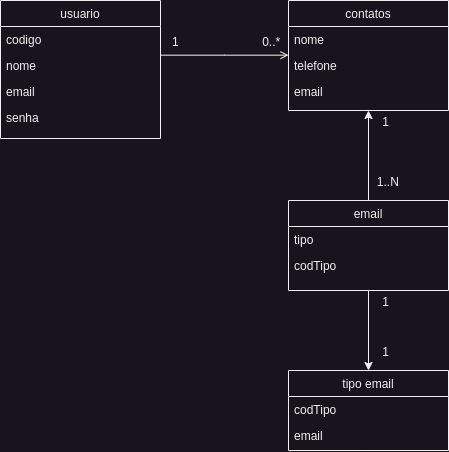 usuario
codigo
nome
email
senha
1
0..*
contatos
nome
telefone
email
1
1..N
email
tipo
codTipo
1
1
tipo email
codTipo
email